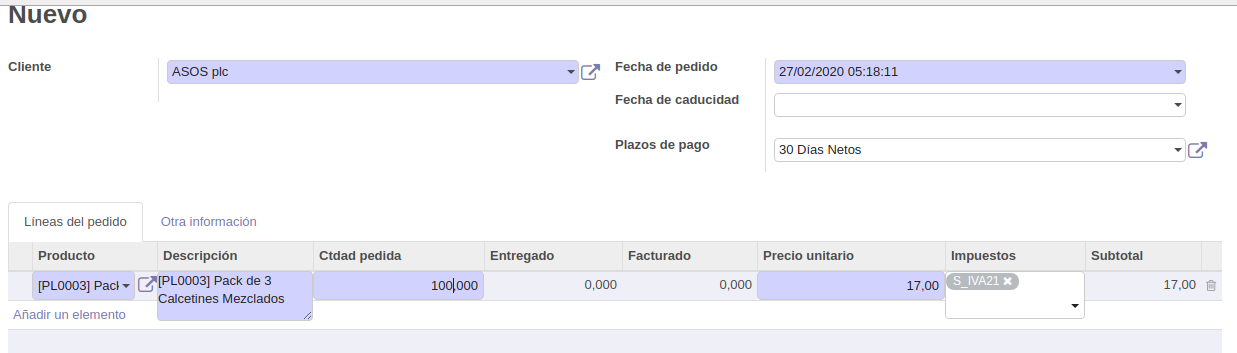 Nuevo
Cliente
ASOS plc
Fecha de pedido
27/02/2020 05:18:11
Fecha de caducidad
Plazos de pago
30 Días Netos
Líneas del pedido Otra información
Producto Descripción Ctdad pedida Entregado Facturado Precio unitario Impuestos Subtotal
[PL0003] Pack [PL0003] Pack de 3 100,000 0,000 0,000 17,00 S_IVA21 17,00
Calcetines Mezclados
Añadir un elemento